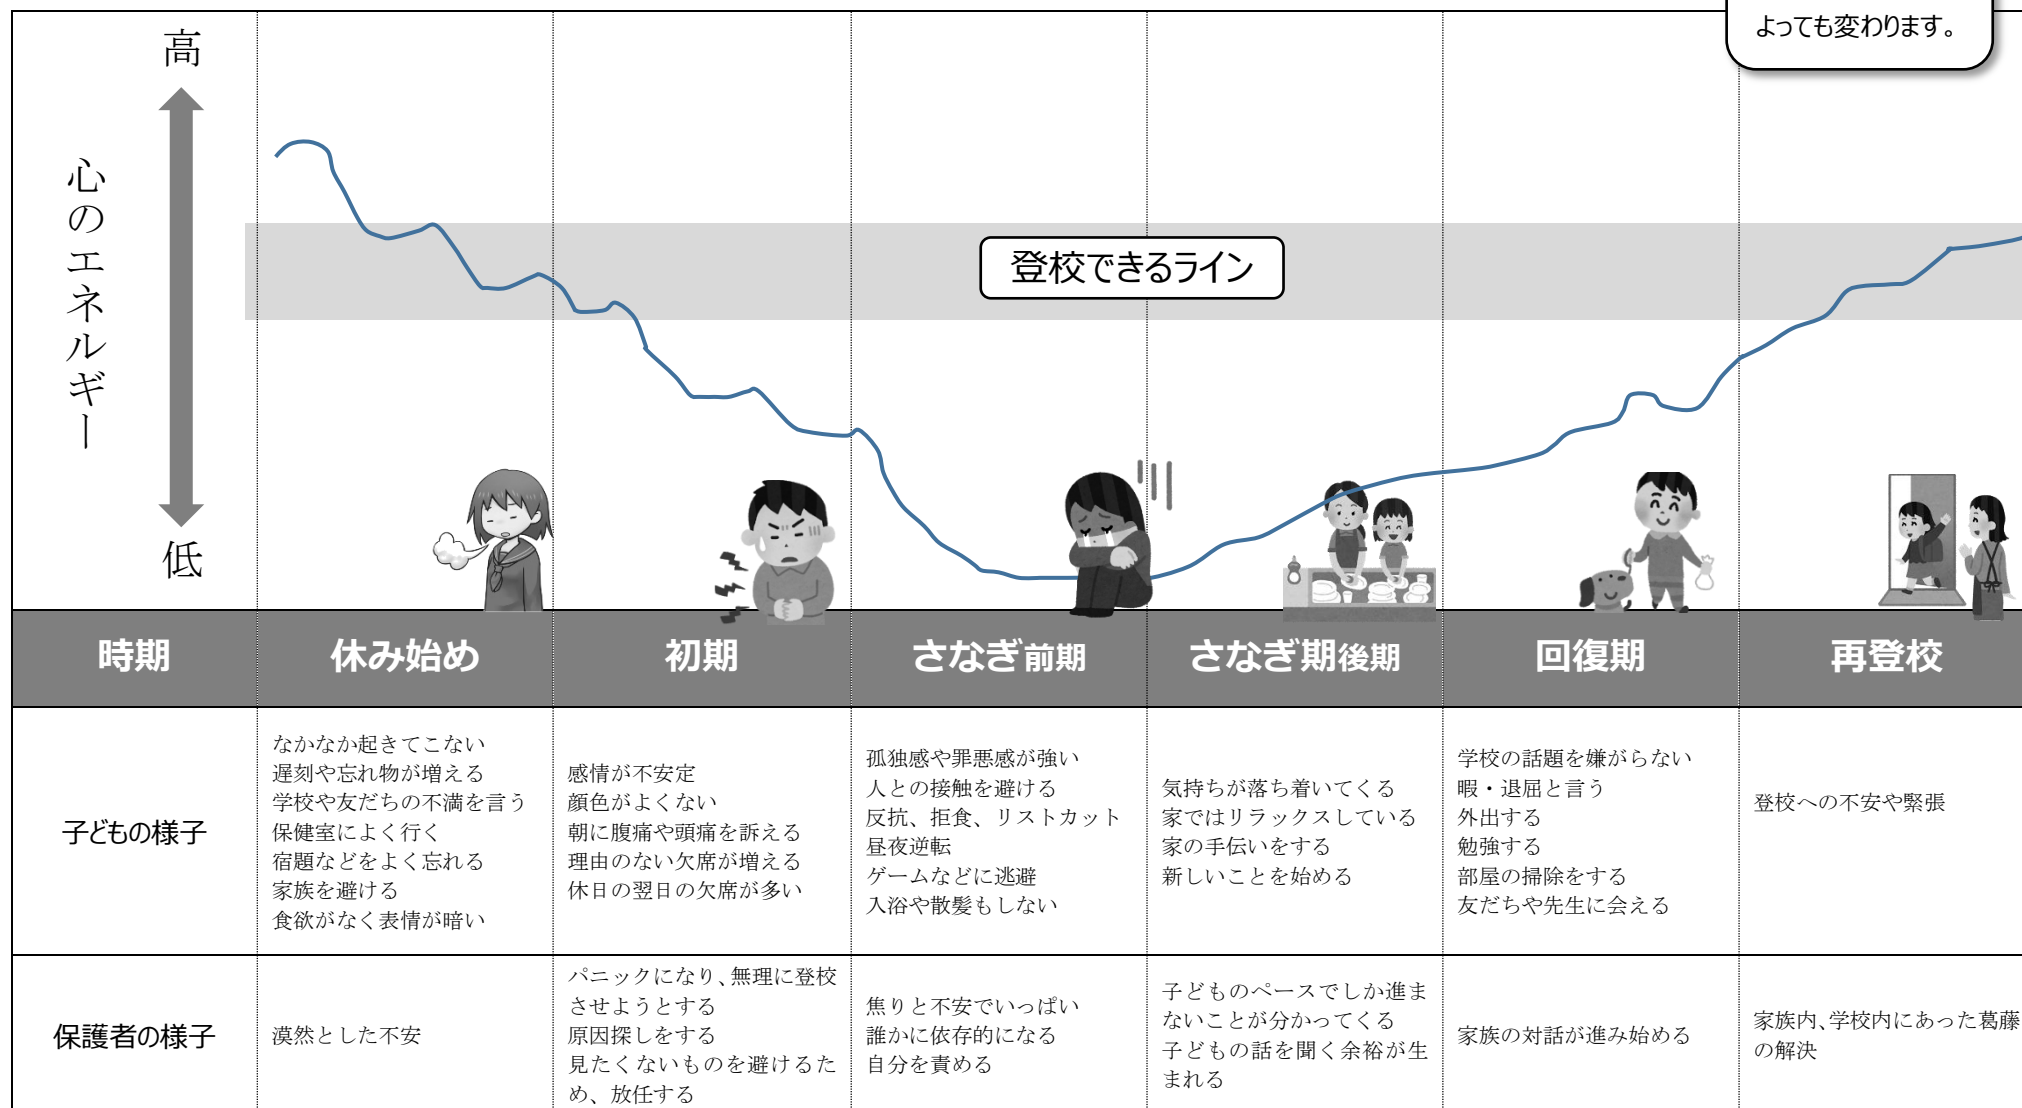 よっても変わります。
高
心のエネルギー
低
登校できるライン
時期
休み始め
初期
さなぎ前期
さなぎ期後期
回復期
再登校
子どもの様子
なかなか起きてこない
遅刻や忘れ物が増える
学校や友だちの不満を言う
保健室によく行く
宿題などをよく忘れる
家族を避ける
食欲がなく表情が暗い
感情が不安定
顔色がよくない
朝に腹痛や頭痛を訴える
理由のない欠席が増える
休日の翌日の欠席が多い
孤独感や罪悪感が強い
人との接触を避ける
反抗、拒食、リストカット
昼夜逆転
ゲームなどに逃避
入浴や散髪もしない
気持ちが落ち着いてくる
家ではリラックスしている
家の手伝いをする
新しいことを始める
学校の話題を嫌がらない
暇・退屈と言う
外出する
勉強する
部屋の掃除をする
友だちや先生に会える
登校への不安や緊張
保護者の様子
漠然とした不安
パニックになり、無理に登校
させようとする
原因探しをする
見たくないものを避けるた
め、放任する
焦りと不安でいっぱい
誰かに依存的になる
自分を責める
子どものペースでしか進ま
ないことが分かってくる
子どもの話を聞く余裕が生
まれる
家族の対話が進み始める
家族内、学校内にあった葛藤
の解決